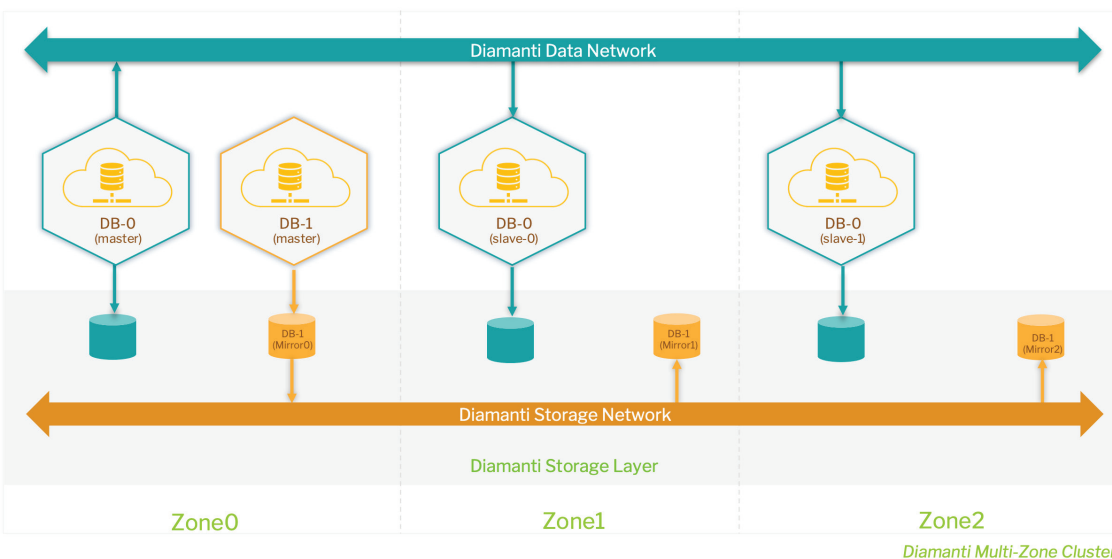 Diamanti Data Network
DB-0
(master)
DB-1
(master)
DB-0
(slave-0)
DB-0
(slave-1)
DB-1
(Mirror0)
DB-1
(Mirror1)
DB-1
(Mirror2)
Diamanti Storage Network
Diamanti Storage Layer
Zone0
Zone1
Zone2
Diamanti Multi-Zone Cluster